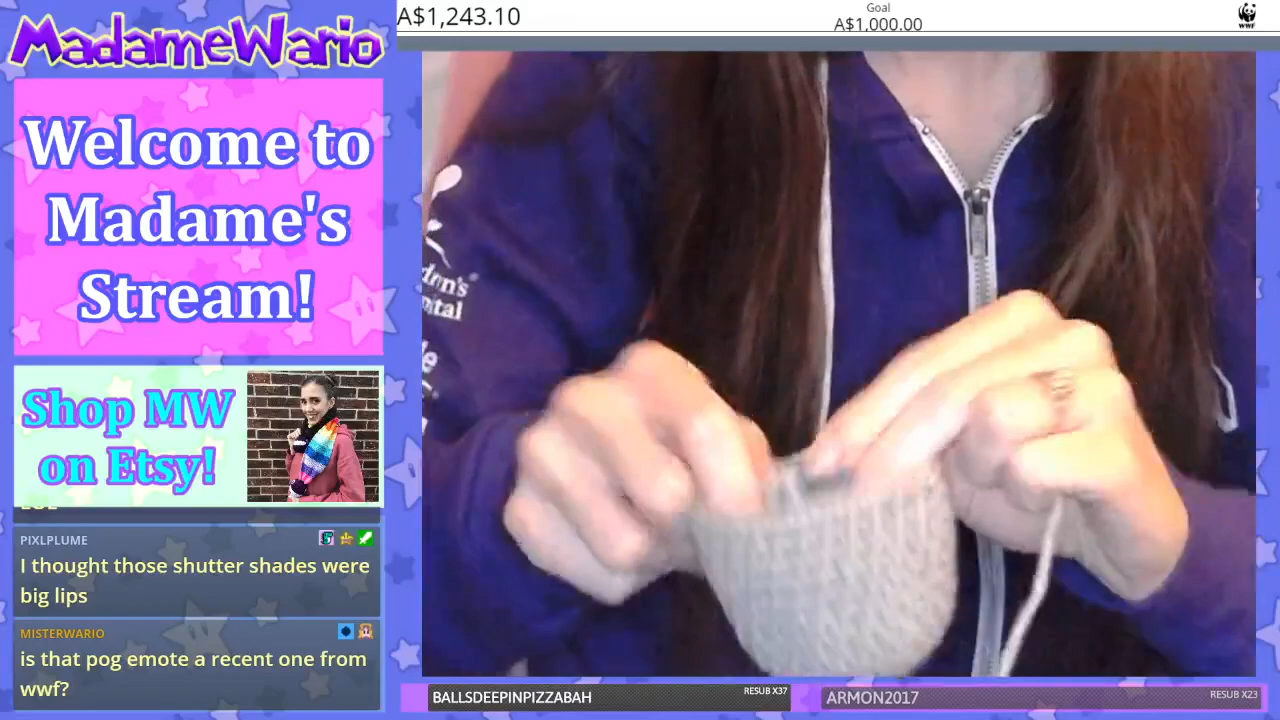 MadameWario
A$1,243.10
Goal
A$1,000.00
WWF
Welcome to
Madame's
Stream!
Shop MW
on Etsy!
PIXLPLUME
I thought those shutter shades were
big lips
MISTERWARIO
is that pog emote a recent one from
wwf?
BALLSDEEPINPIZZABAH
RESUB X37
ARMON2017
RESUB X23